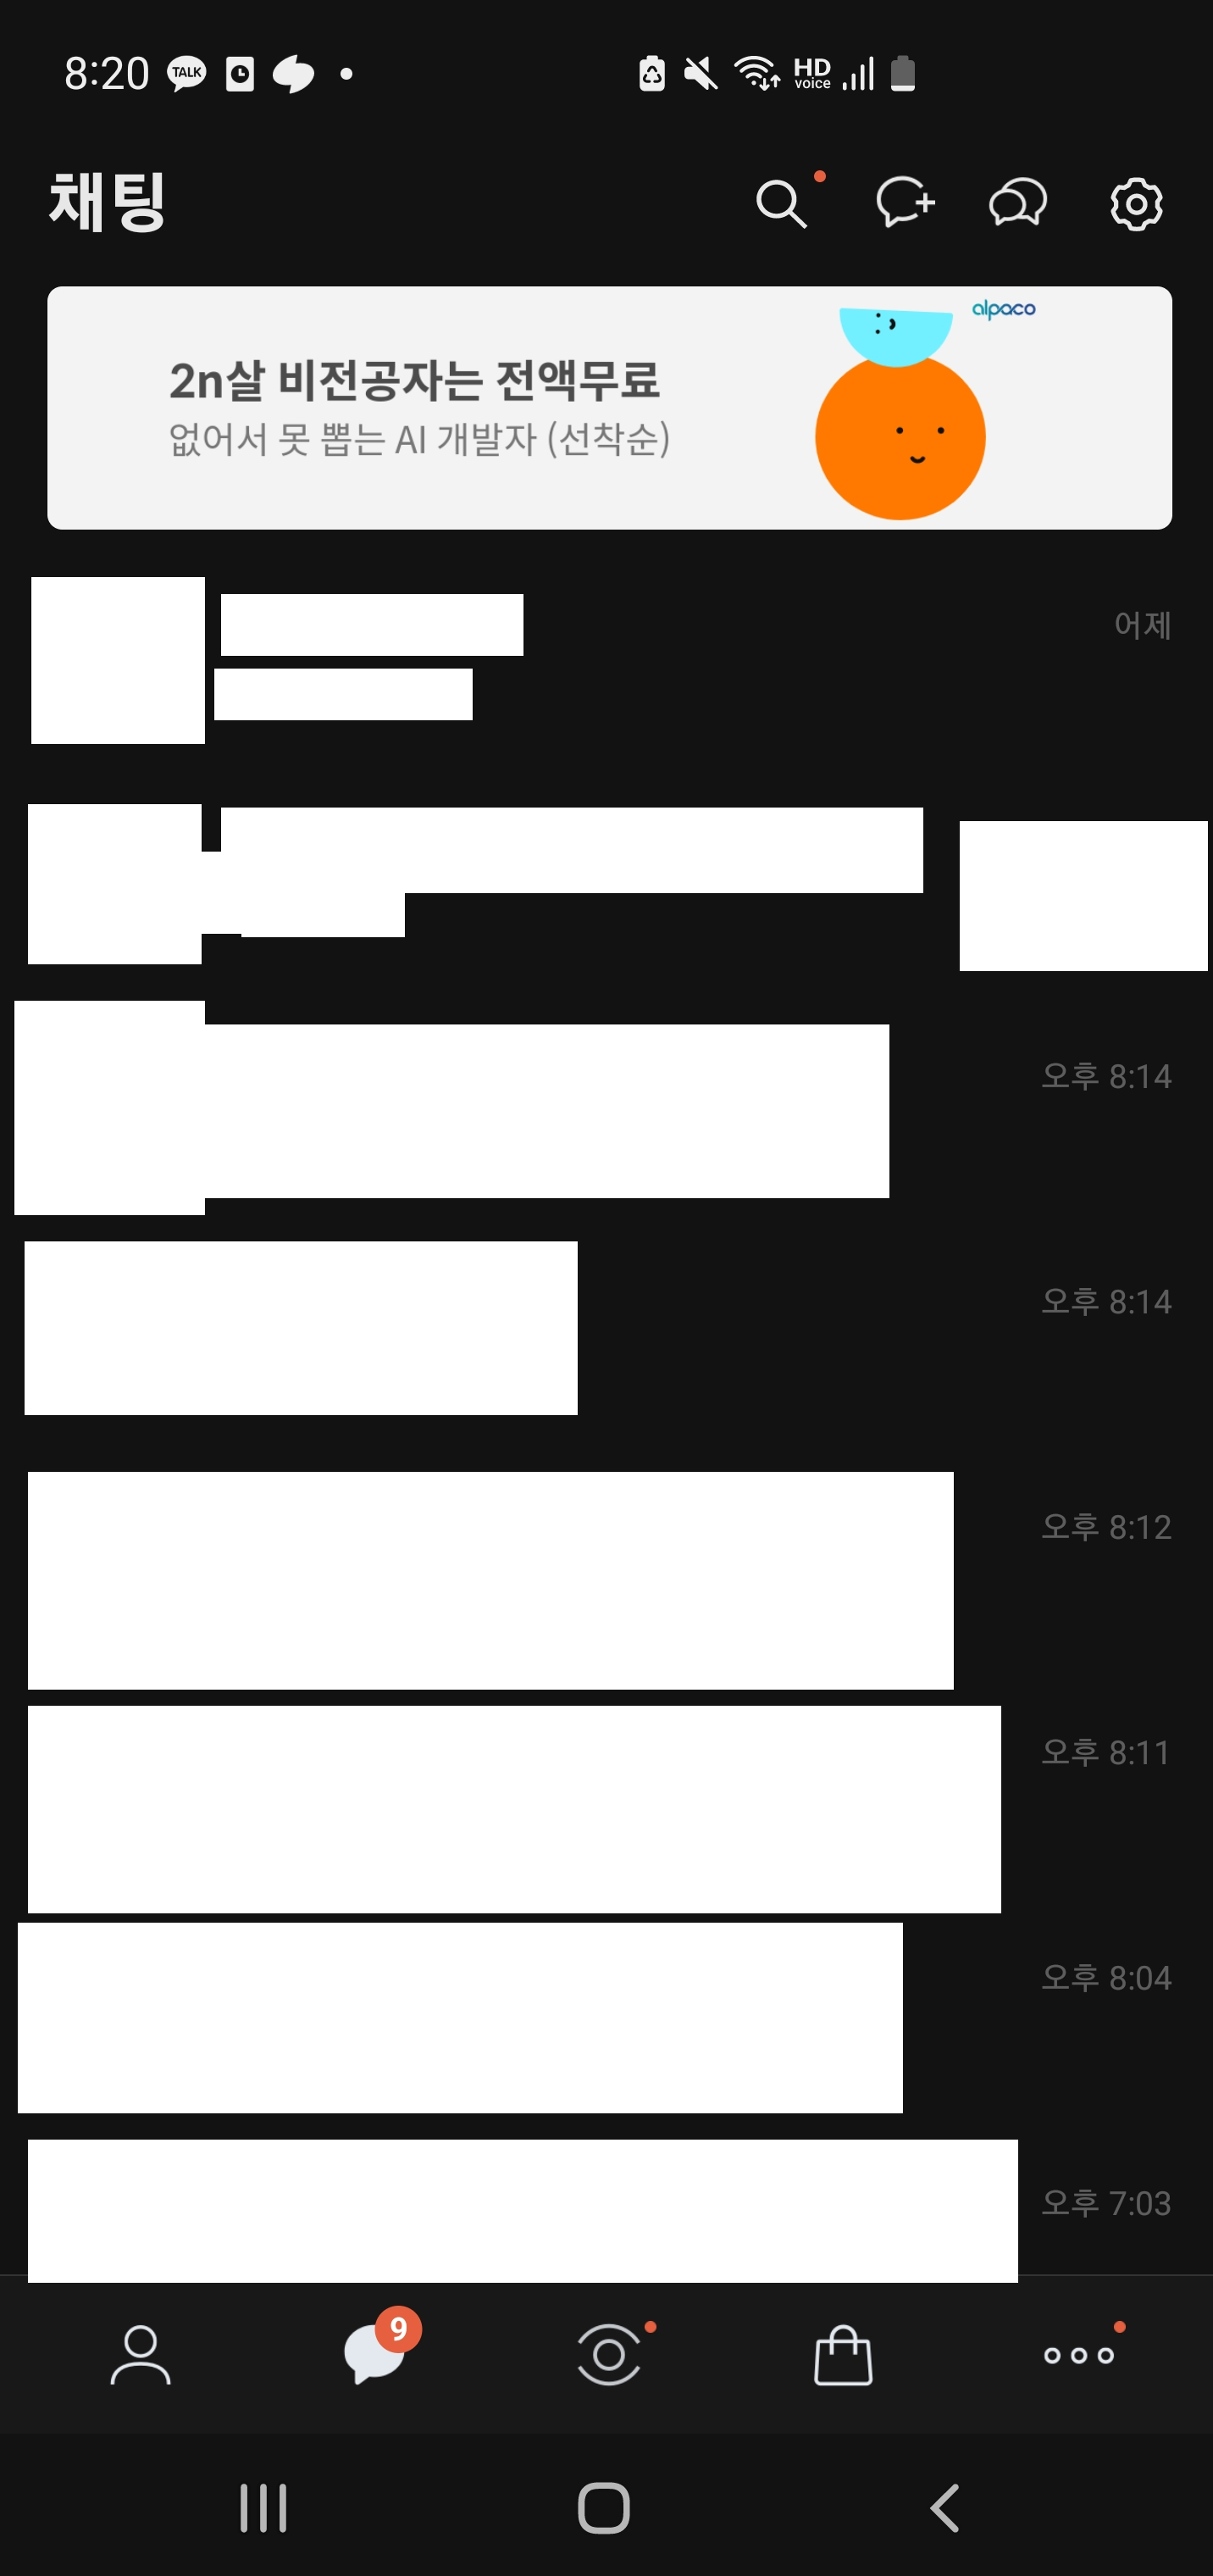 8:20 TALK HD voice
채팅
alpaco
2n살 비전공자는 전액무료
없어서 못 뽑는 AI 개발자 (선착순)
어제
오후 8:14
오후 8:14
오후 8:12
오후 8:11
오후 8:04
오후 7:03
9